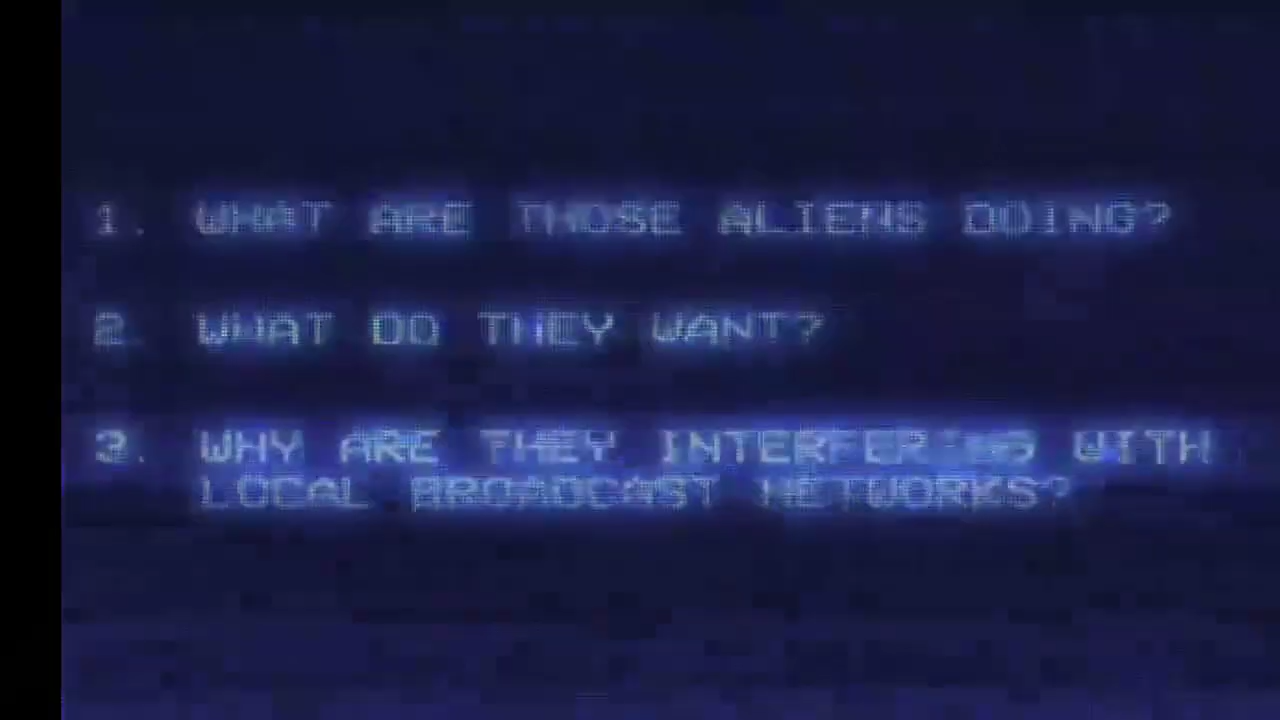 1. WHAT ARE THOSE ALIENS DOING?
2. WHAT DO THEY WANT?
3. WHY ARE THEY INTERFERING WITH
LOCAL BROADCAST NETWORKS?